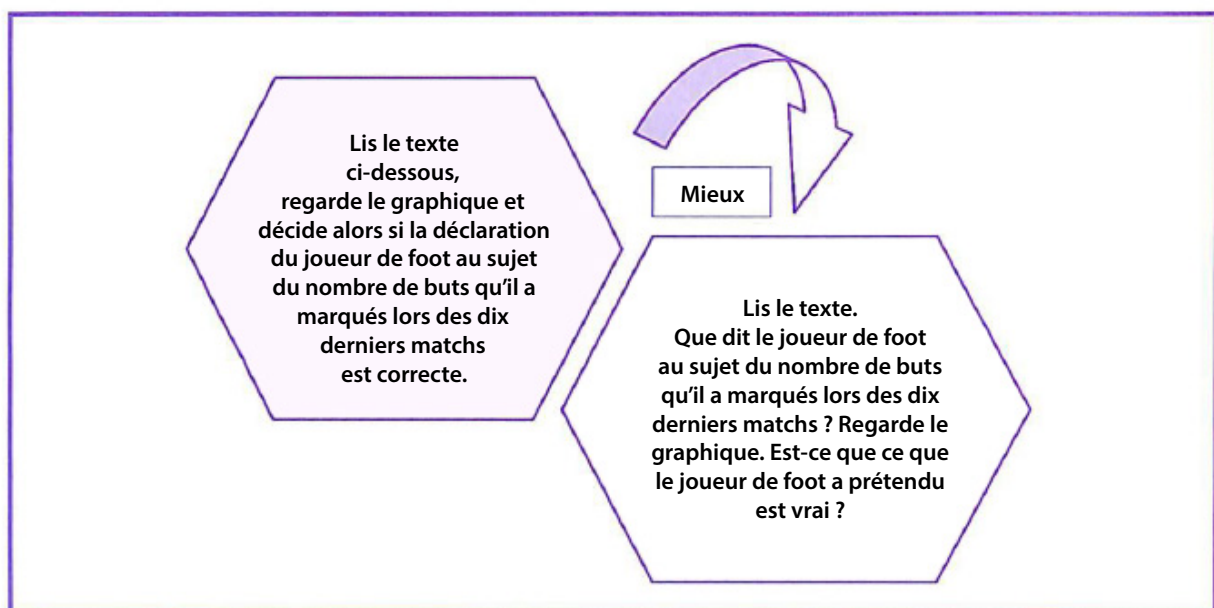 Lis le texte
ci-dessous,
regarde le graphique et
décide alors si la déclaration
du joueur de foot au sujet
du nombre de buts qu'il a
marqués lors des dix
derniers matchs
est correcte.
Mieux
Lis le texte.
Que dit le joueur de foot
au sujet du nombre de buts
qu'il a marqués lors des dix
derniers matchs ? Regarde le
graphique. Est-ce que ce que
le joueur de foot a prétendu
est vrai ?